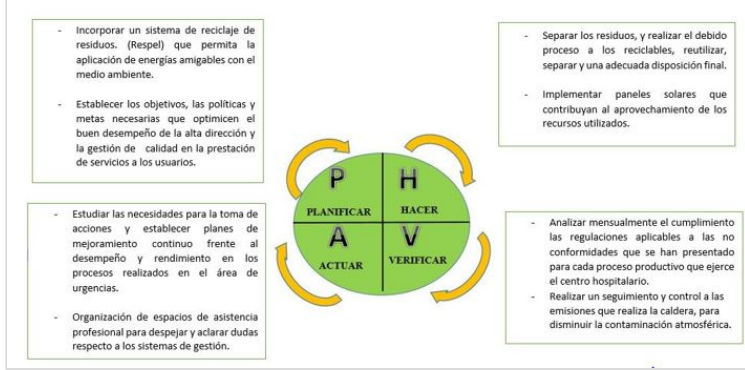 - Incorporar un sistema de reciclaje de
residuos. (Respel) que permita la
aplicación de energías amigables con el
medio ambiente.
- Establecer los objetivos, las políticas y
metas necesarias que optimicen el
buen desempeño de la alta dirección y
la gestión de calidad en la prestación
de servicios a los usuarios.
- Separar los residuos, y realizar el debido
proceso a los reciclables, reutilizar,
separar y una adecuada disposición final.
- Implementar paneles solares que
contribuyan al aprovechamiento de los
recursos utilizados.
P
PLANIFICAR
H
HACER
A
ACTUAR
V
VERIFICAR
- Estudiar las necesidades para la toma de
acciones y establecer planes de
mejoramiento continuo frente al
desempeño y rendimiento en los
procesos realizados en el área de
urgencias.
- Organización de espacios de asistencia
profesional para despejar y aclarar dudas
respecto a los sistemas de gestión.
- Analizar mensualmente el cumplimiento
las regulaciones aplicables a las no
conformidades que se han presentado
para cada proceso productivo que ejerce
el centro hospitalario.
- Realizar un seguimiento y control a las
emisiones que realiza la caldera, para
disminuir la contaminación atmosférica.